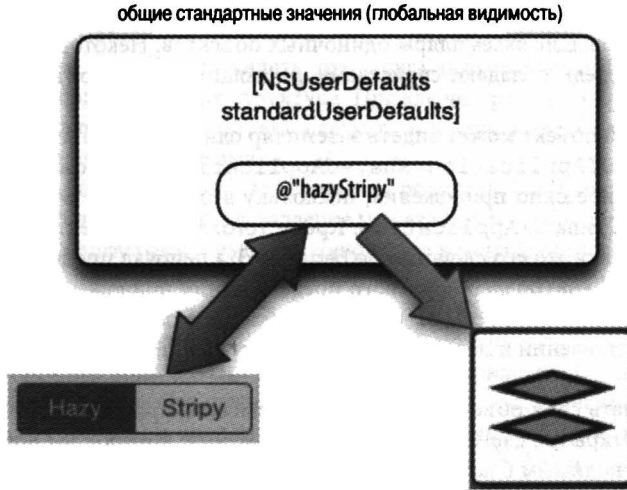 общие стандартные значения (глобальная видимость)
[NSUserDefaults
standardUserDefaults]
@"hazyStripy"
Hazy
Stripy